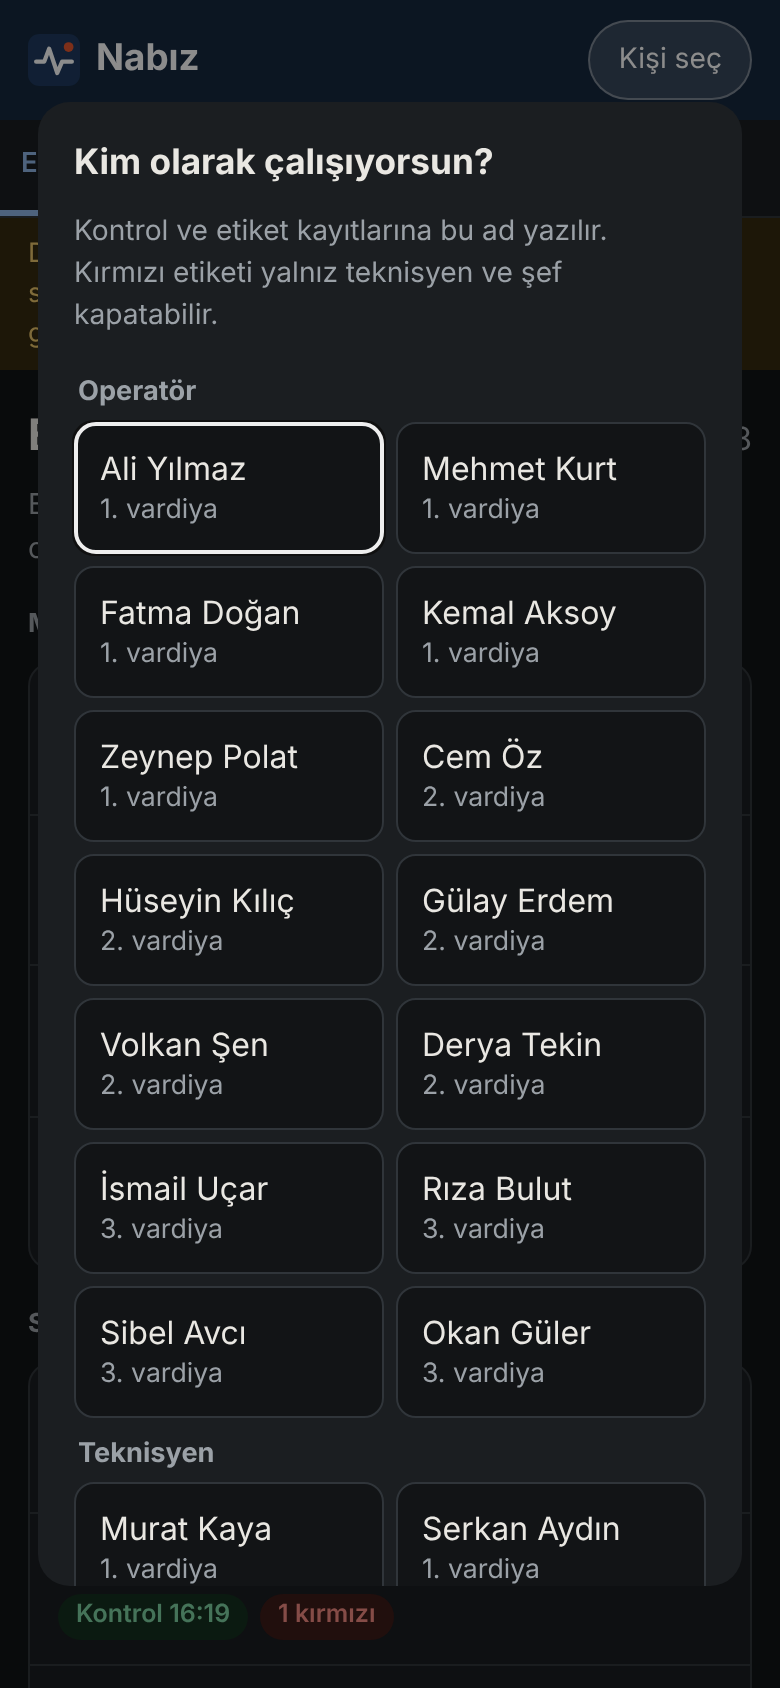 Nabız
Kişi seç
Kim olarak çalışıyorsun?
Kontrol ve etiket kayıtlarına bu ad yazılır.
Kırmızı etiketi yalnız teknisyen ve şef
kapatabilir.
Operatör
Ali Yılmaz
1. vardiya
Mehmet Kurt
1. vardiya
Fatma Doğan
1. vardiya
Kemal Aksoy
1. vardiya
Zeynep Polat
1. vardiya
Cem Öz
2. vardiya
Hüseyin Kılıç
2. vardiya
Gülay Erdem
2. vardiya
Volkan Şen
2. vardiya
Derya Tekin
2. vardiya
İsmail Uçar
3. vardiya
Rıza Bulut
3. vardiya
Sibel Avcı
3. vardiya
Okan Güler
3. vardiya
Teknisyen
Murat Kaya
1. vardiya
Serkan Aydın
1. vardiya
Kontrol 16:19
1 kırmızı